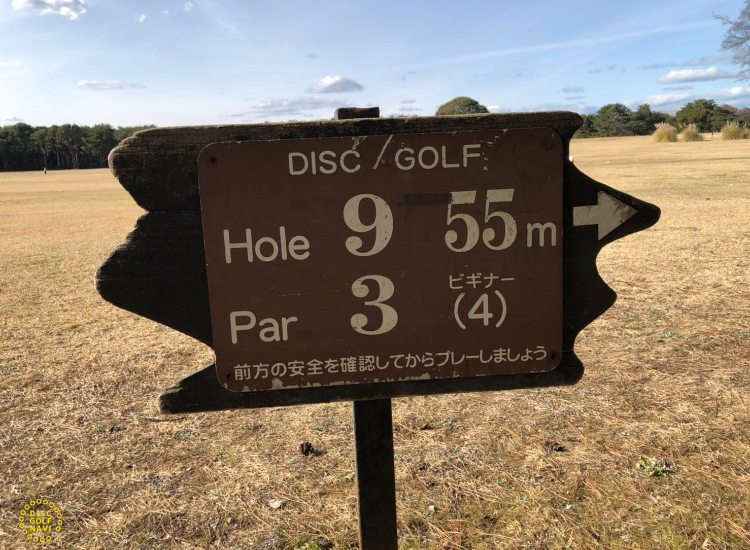 DISC GOLF
Hole 9 55m
ビギナー
Par 3 (4)
前方の安全を確認してからプレーしましょう
DISC
GOLF
NAVI